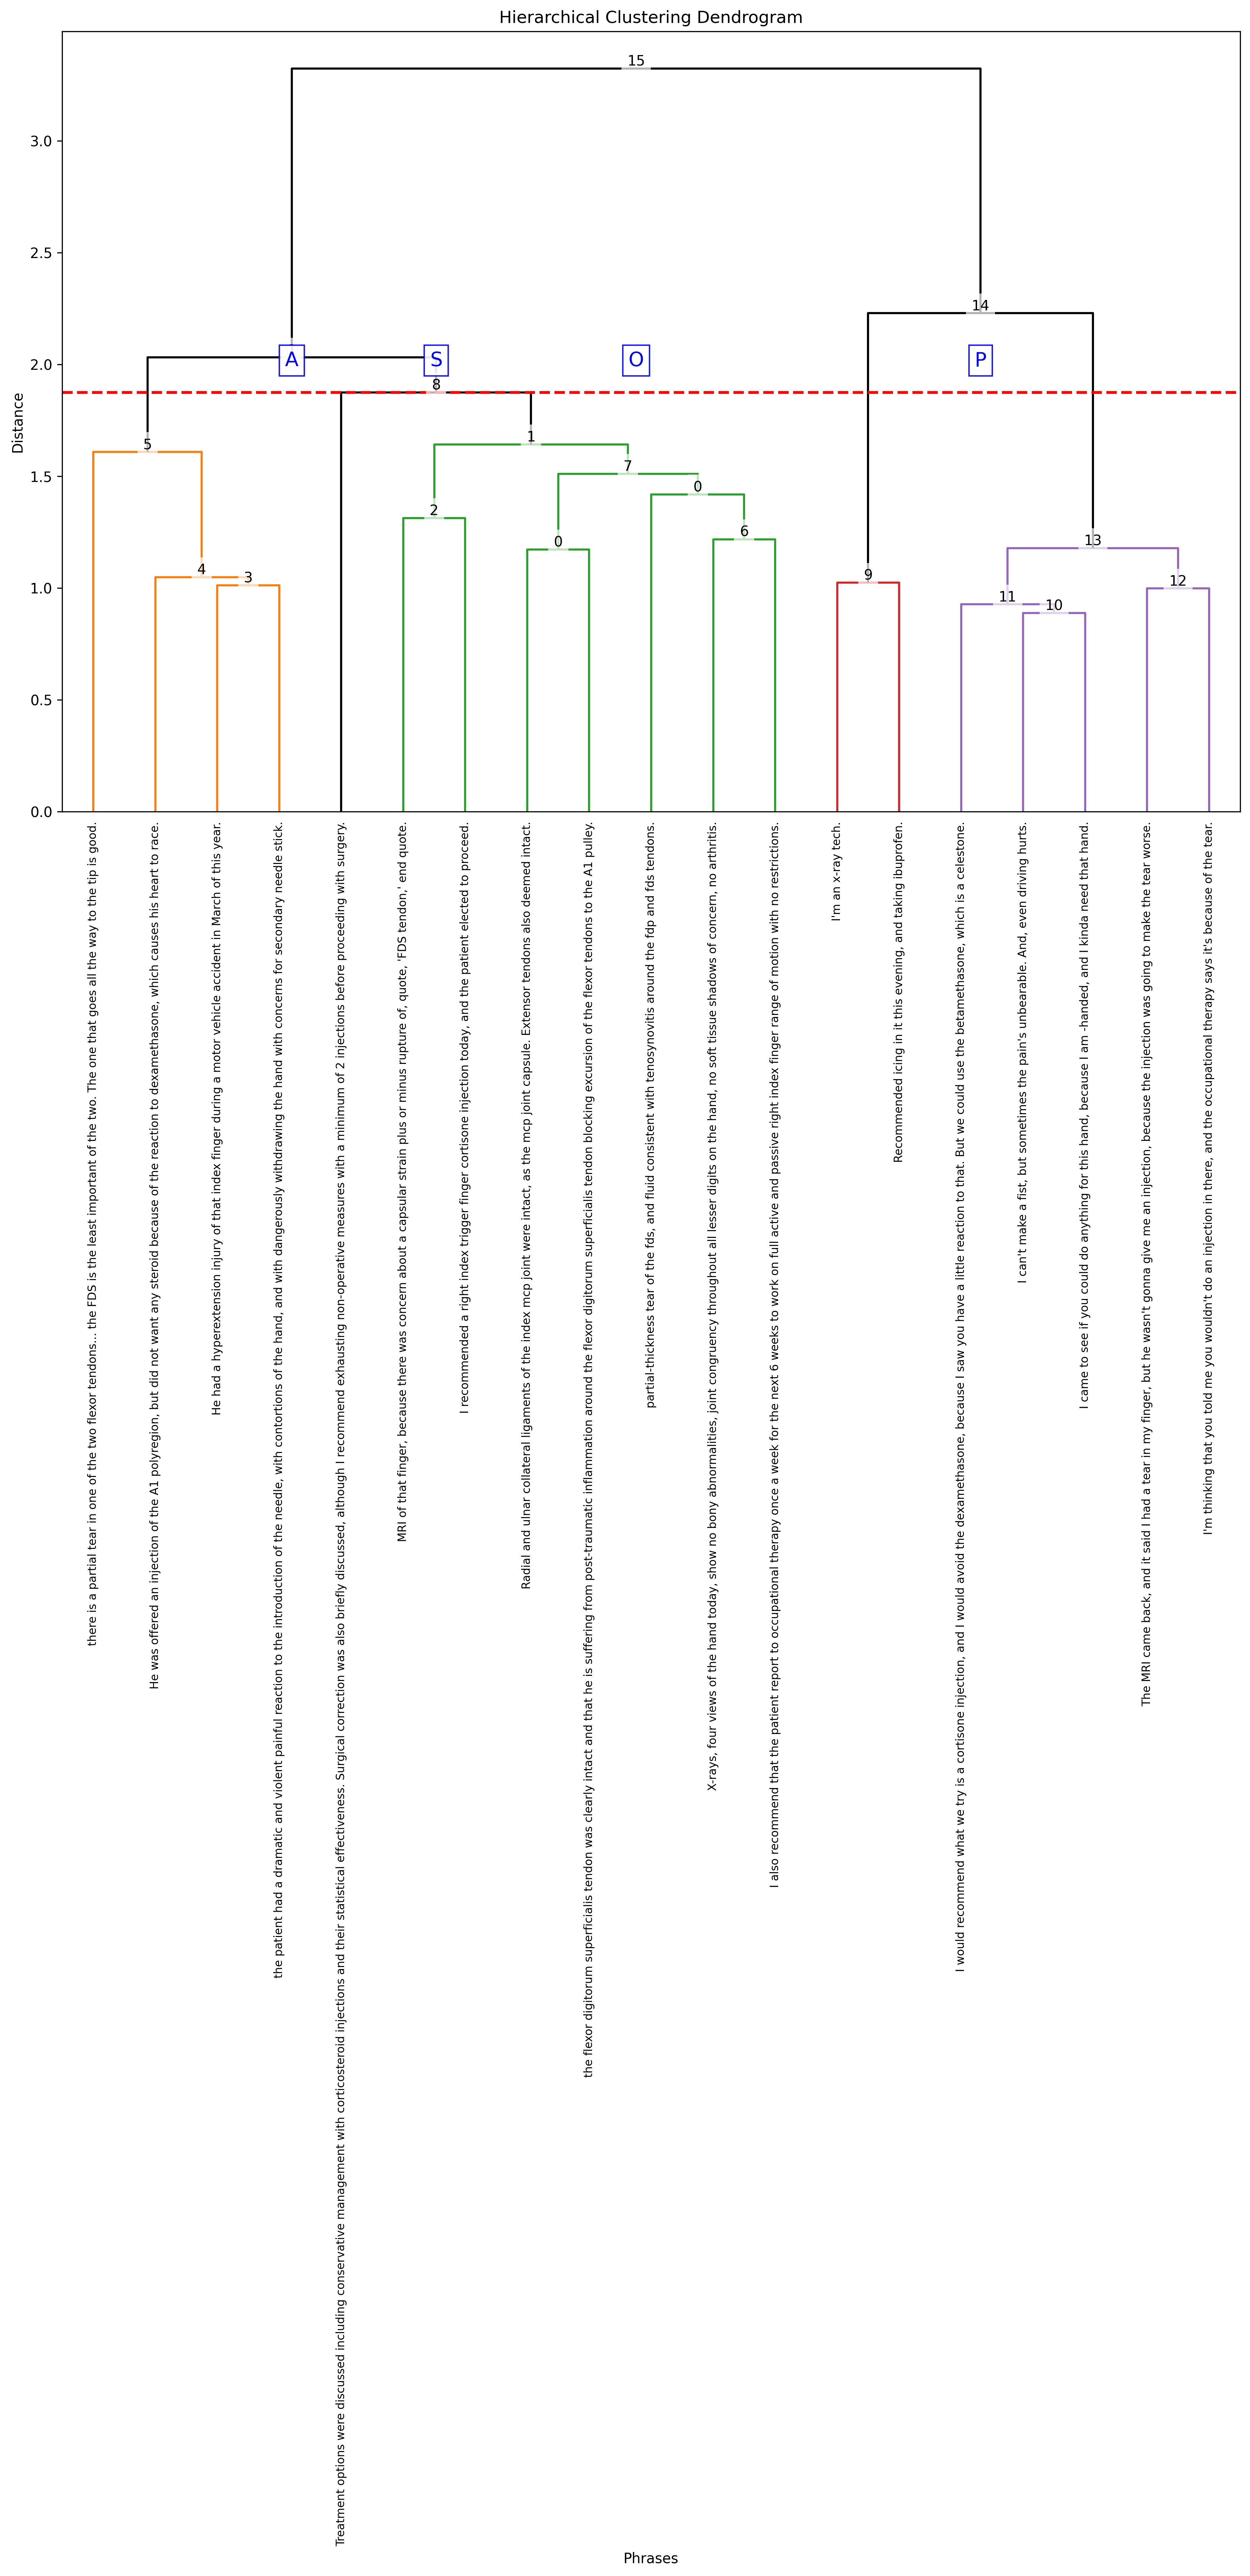 Hierarchical Clustering Dendrogram
15
3.0
2.5
14
2.0
A
S
O
P
8
Distance
5
1
1.5
7
0
2
6
0
13
4
3
9
12
1.0
11
10
0.5
0.0
there is a partial tear in one of the two flexor tendons... the FDS is the least important of the two. The one that goes all the way to the tip is good.
He was offered an injection of the A1 polyregion, but did not want any steroid because of the reaction to dexamethasone, which causes his heart to race.
He had a hyperextension injury of that index finger during a motor vehicle accident in March of this year.
the patient had a dramatic and violent painful reaction to the introduction of the needle, with contortions of the hand, and with dangerously withdrawing the hand with concerns for secondary needle stick.
Treatment options were discussed including conservative management with corticosteroid injections and their statistical effectiveness. Surgical correction was also briefly discussed, although I recommend exhausting non-operative measures with a minimum of 2 injections before proceeding with surgery.
MRI of that finger, because there was concern about a capsular strain plus or minus rupture of, quote, 'FDS tendon,' end quote.
I recommended a right index trigger finger cortisone injection today, and the patient elected to proceed.
Radial and ulnar collateral ligaments of the index mcp joint were intact, as the mcp joint capsule. Extensor tendons also deemed intact.
the flexor digitorum superficialis tendon was clearly intact and that he is suffering from post-traumatic inflammation around the flexor digitorum superficialis tendon blocking excursion of the flexor tendons to the A1 pulley.
partial-thickness tear of the fds, and fluid consistent with tenosynovitis around the fdp and fds tendons.
X-rays, four views of the hand today, show no bony abnormalities, joint congruency throughout all lesser digits on the hand, no soft tissue shadows of concern, no arthritis.
I also recommend that the patient report to occupational therapy once a week for the next 6 weeks to work on full active and passive right index finger range of motion with no restrictions.
I'm an x-ray tech.
Recommended icing in it this evening, and taking ibuprofen.
I would recommend what we try is a cortisone injection, and I would avoid the dexamethasone, because I saw you have a little reaction to that. But we could use the betamethasone, which is a celestone.
I can't make a fist, but sometimes the pain's unbearable. And, even driving hurts.
I came to see if you could do anything for this hand, because I am -handed, and I kinda need that hand.
The MRI came back, and it said I had a tear in my finger, but he wasn't gonna give me an injection, because the injection was going to make the tear worse.
I'm thinking that you told me you wouldn't do an injection in there, and the occupational therapy says it's because of the tear.
Phrases